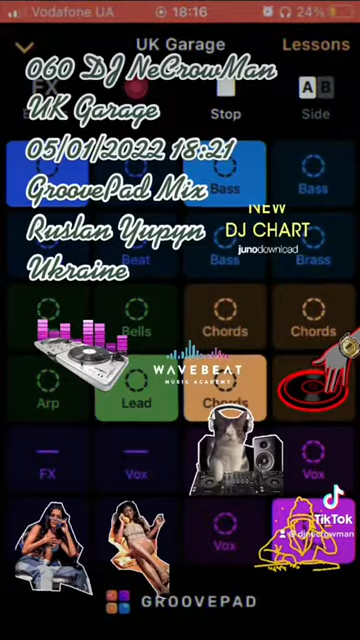 Vodafone UA 18:16 24%
UK Garage Lessons
060 DJ NeCrowMan
FX A B
UK Garage
Stop Side
05/01/2022 18:21
Bass Bass
GroovePad Mix
NEW
Ruslan Yupyn
DJ CHART
Beat Bass Brass
junodownload
Ukraine
Bells Chords Chords
WAVEBEAT
MUSIC ACADEMY
Arp Lead Chords
FX Vox Vox
Vox
TikTok
@djnecrowman
GROOVEPAD